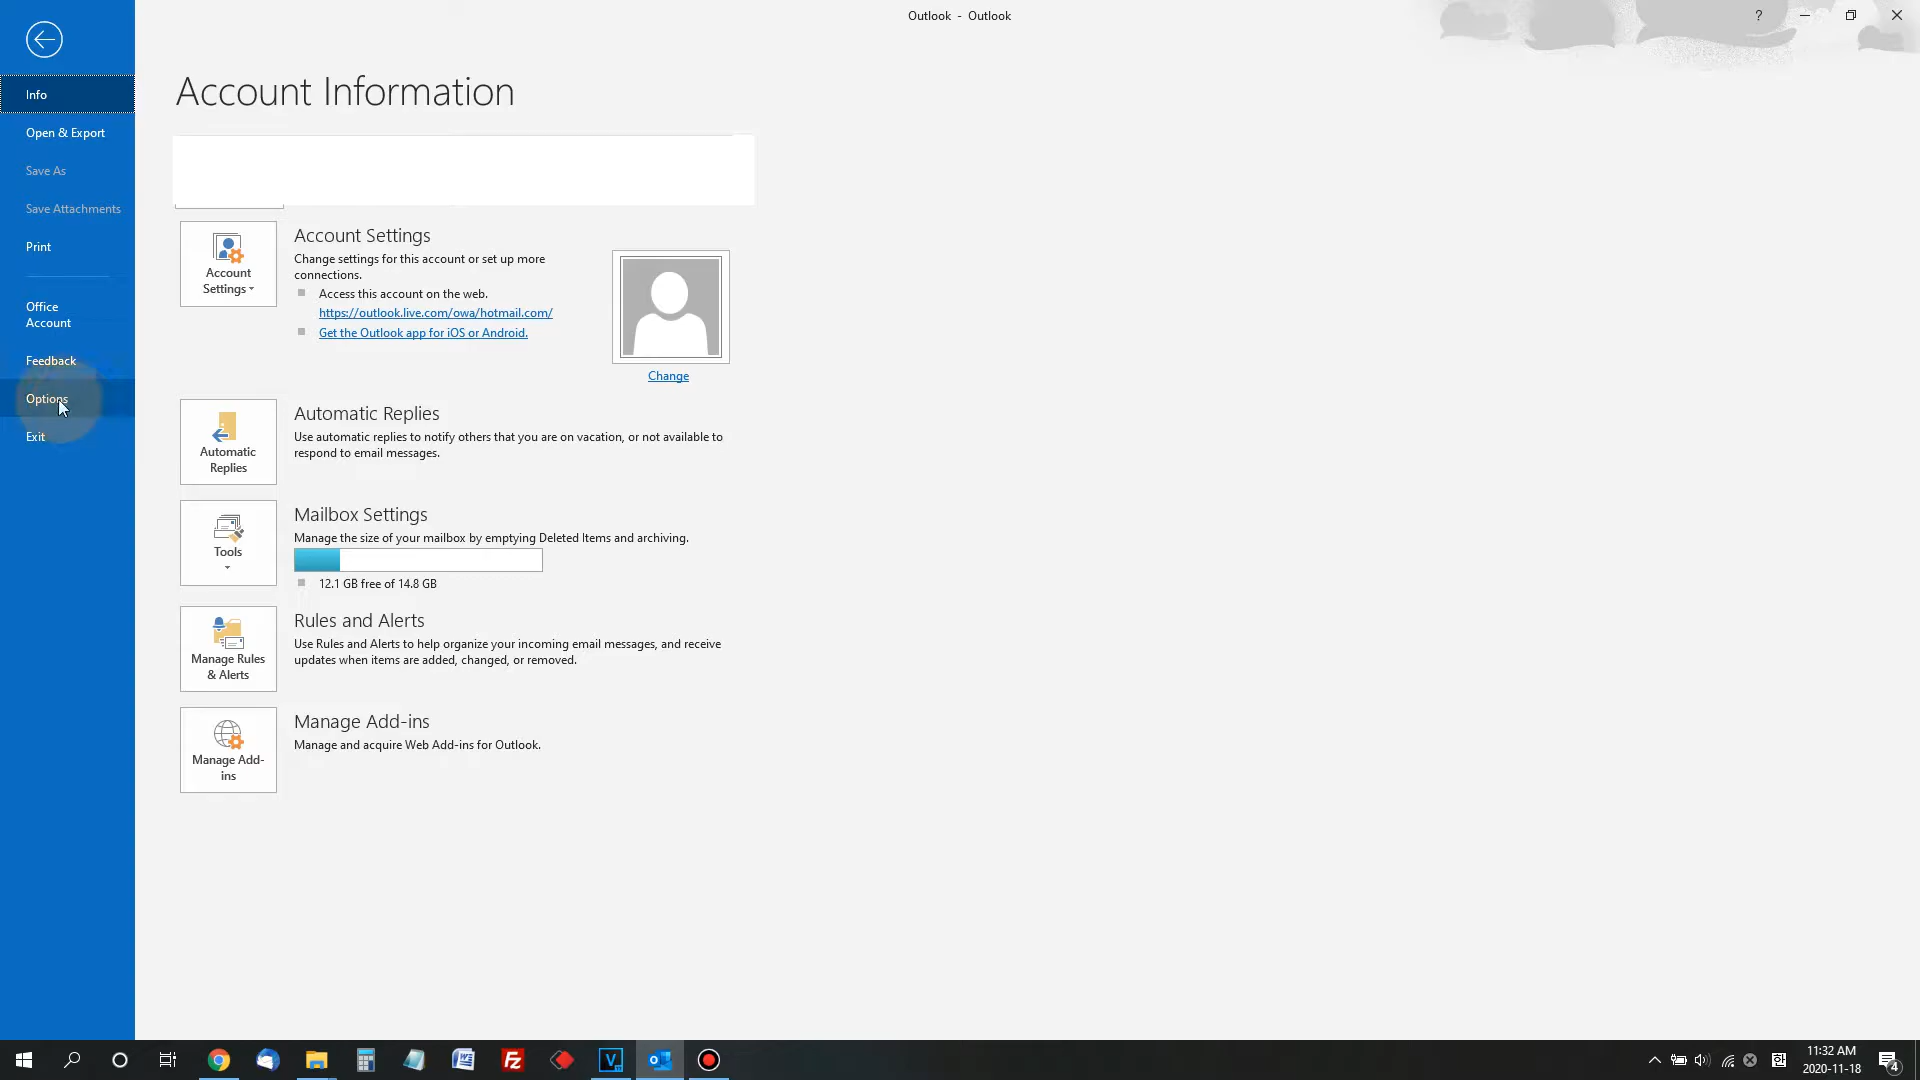 Outlook - Outlook
?
Info
Open & Export
Save As
Save Attachments
Print
Office
Account
Feedback
Options
Exit
Account Information
Account
Settings
Account Settings
Change settings for this account or set up more
connections.
Access this account on the web.
https://outlook.live.com/owa/hotmail.com/
Get the Outlook app for iOS or Android.
Change
Automatic
Replies
Automatic Replies
Use automatic replies to notify others that you are on vacation, or not available to
respond to email messages.
Tools
Mailbox Settings
Manage the size of your mailbox by emptying Deleted Items and archiving.
12.1 GB free of 14.8 GB
Manage Rules
& Alerts
Rules and Alerts
Use Rules and Alerts to help organize your incoming email messages, and receive
updates when items are added, changed, or removed.
Manage Add-
ins
Manage Add-ins
Manage and acquire Web Add-ins for Outlook.
11:32 AM
2020-11-18
4